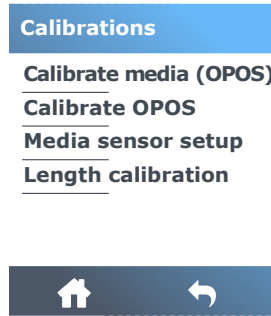 Calibrations
Calibrate media (OPOS)
Calibrate OPOS
Media sensor setup
Length calibration